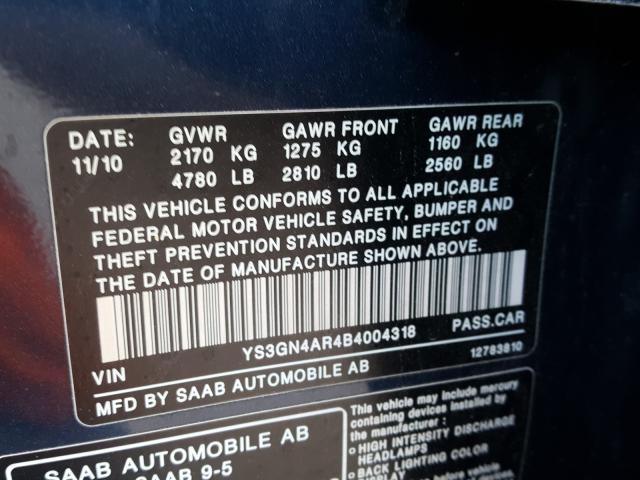 DATE: GVWR GAWR FRONT GAWR REAR
11/10 2170 KG 1275 KG 1160 KG
4780 LB 2810 LB 2560 LB
THIS VEHICLE CONFORMS TO ALL APPLICABLE
FEDERAL MOTOR VEHICLE SAFETY, BUMPER AND
THEFT PREVENTION STANDARDS IN EFFECT ON
THE DATE OF MANUFACTURE SHOWN ABOVE.
YS3GN4AR4B4004318 PASS.CAR
VIN 12783810
MFD BY SAAB AUTOMOBILE AB
SAAB AUTOMOBILE AB
SAAB 9-5
This vehicle may include mercury
containing devices installed by
the manufacturer :
o HIGH INTENSITY DISCHARGE
HEADLAMPS
o BACK LIGHTING COLOR
DISPLAY
before vehicle